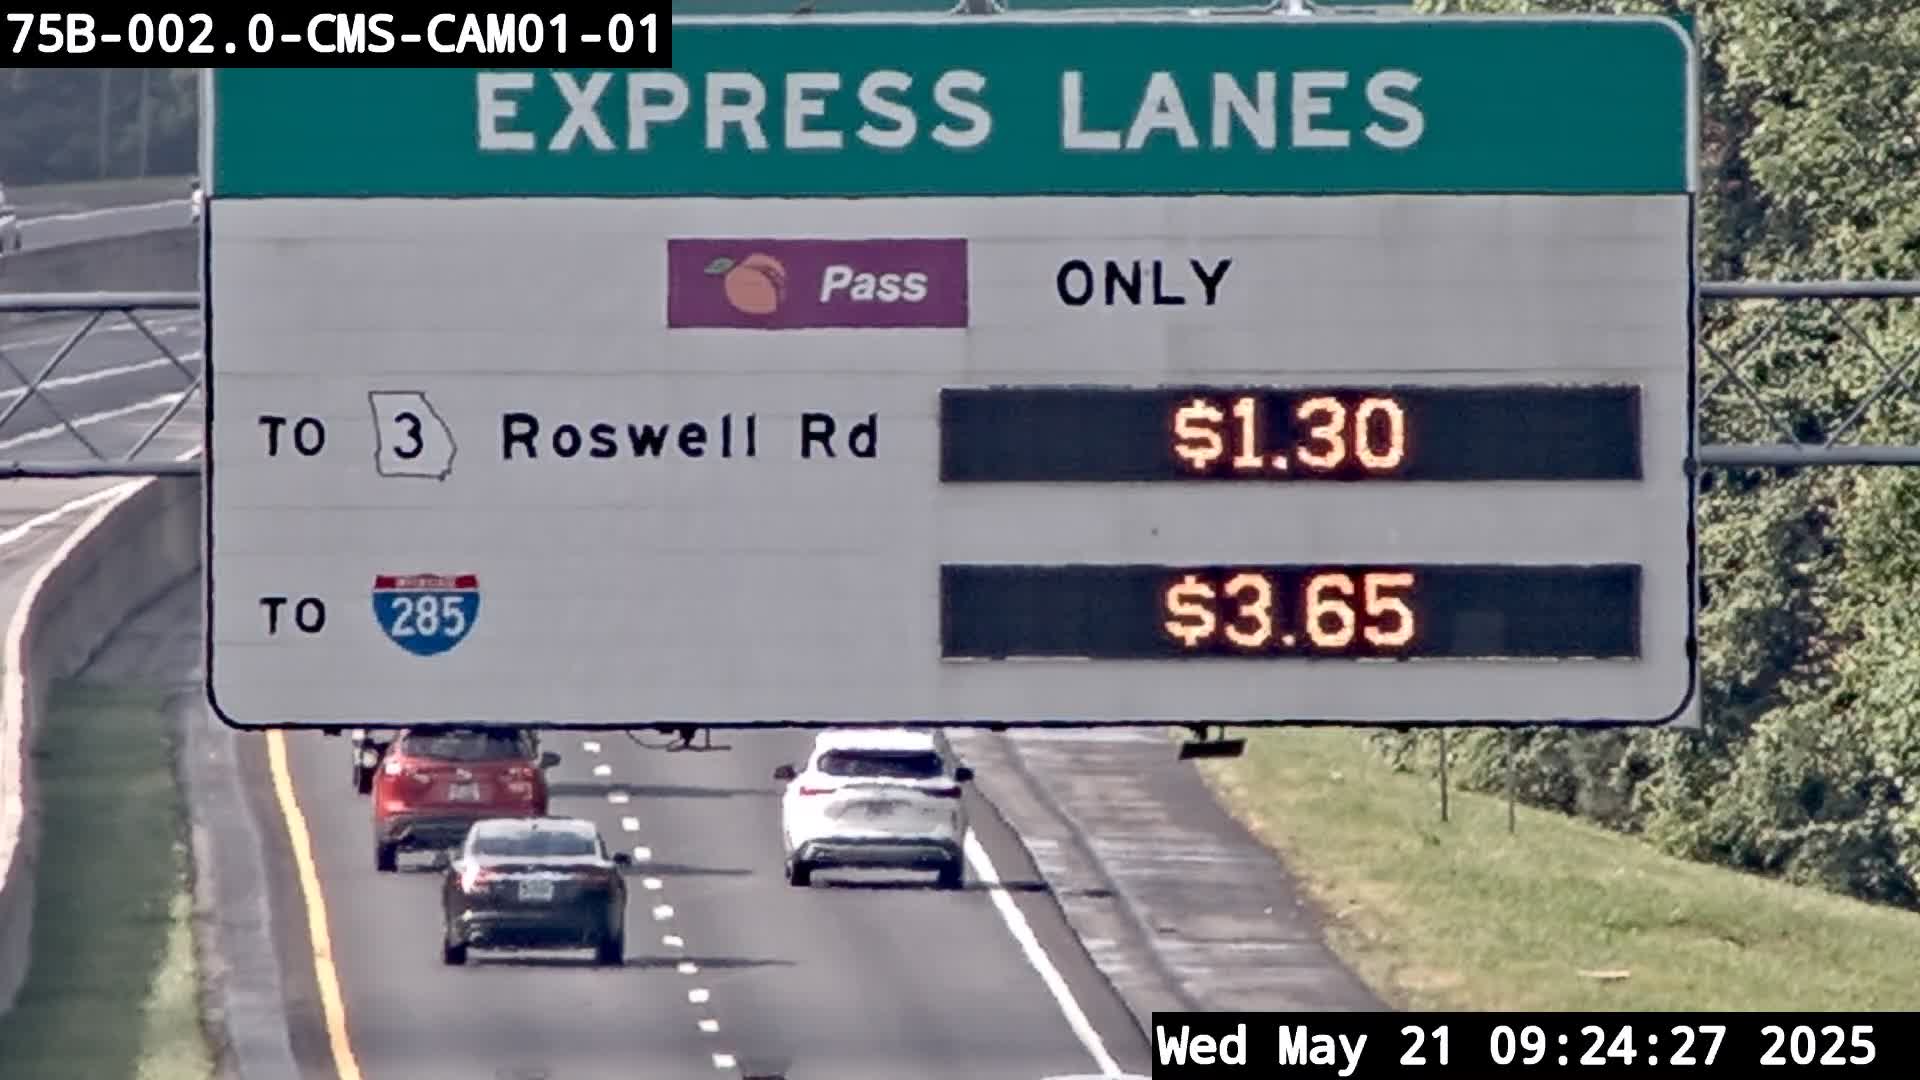 75B-002.0-CMS-CAM01-01
EXPRESS LANES
Pass ONLY
TO 3 Roswell Rd $1.30
TO 285 $3.65
Wed May 21 09:24:27 2025